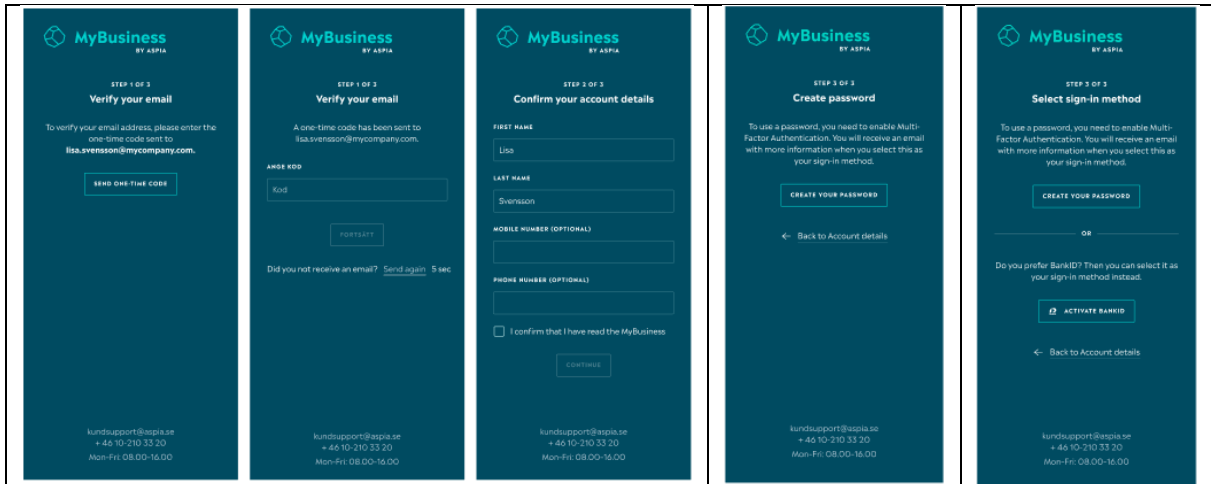 MyBusiness
BY ASPIA
STEP 1 OF 3
Verify your email
To verify your email address, please enter the
one-time code sent to
lisa.svensson@mycompany.com.
SEND ONE-TIME CODE
kundsupport@aspia.se
+ 46 10-210 33 20
Mon-Fri: 08.00-16.00
MyBusiness
BY ASPIA
STEP 1 OF 3
Verify your email
A one-time code has been sent to
lisa.svensson@mycompany.com.
ANGE KOD
Kod
FORTSÄTT
Did you not receive an email? Send again 5 sec
kundsupport@aspia.se
+ 46 10-210 33 20
Mon-Fri: 08.00-16.00
MyBusiness
BY ASPIA
STEP 2 OF 3
Confirm your account details
FIRST NAME
Lisa
LAST NAME
Svensson
MOBILE NUMBER (OPTIONAL)
PHONE NUMBER (OPTIONAL)
I confirm that I have read the MyBusiness
CONTINUE
kundsupport@aspia.se
+ 46 10-210 33 20
Mon-Fri: 08.00-16.00
MyBusiness
BY ASPIA
STEP 3 OF 3
Create password
To use a password, you need to enable Multi-
Factor Authentication. You will receive an email
with more information when you select this as
your sign-in method.
CREATE YOUR PASSWORD
← Back to Account details
kundsupport@aspia.se
+ 46 10-210 33 20
Mon-Fri: 08.00-16.00
MyBusiness
BY ASPIA
STEP 3 OF 3
Select sign-in method
To use a password, you need to enable Multi-
Factor Authentication. You will receive an email
with more information when you select this as
your sign-in method.
CREATE YOUR PASSWORD
OR
Do you prefer BankID? Then you can select it as
your sign-in method instead.
ACTIVATE BANKID
← Back to Account details
kundsupport@aspia.se
+ 46 10-210 33 20
Mon-Fri: 08.00-16.00